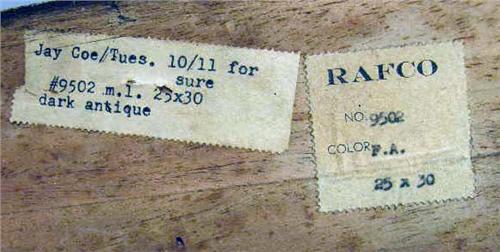 Jay Coe/Tues. 10/11 for
sure
#9502 m.l. 25x30
dark antique
RAFCO
NO. 9502
COLOR F.A.
25 x 30